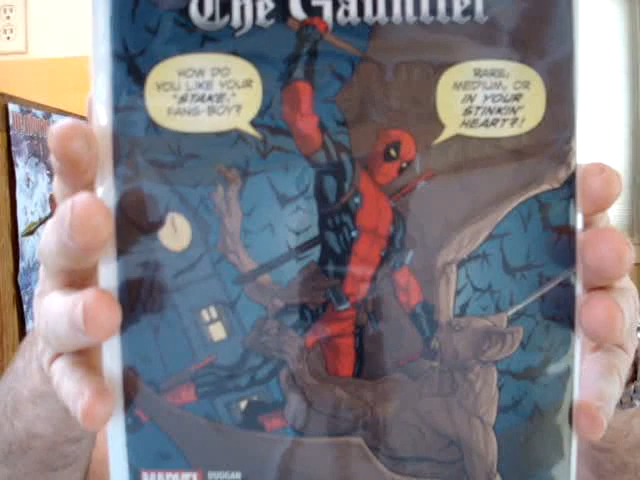 The Gauntlet
HOW DO
YOU LIKE YOUR
"STAKE,"
FANG-BOY?
RARE,
MEDIUM, OR
IN YOUR
STINKIN'
HEART?!
MARVEL DUGGAN